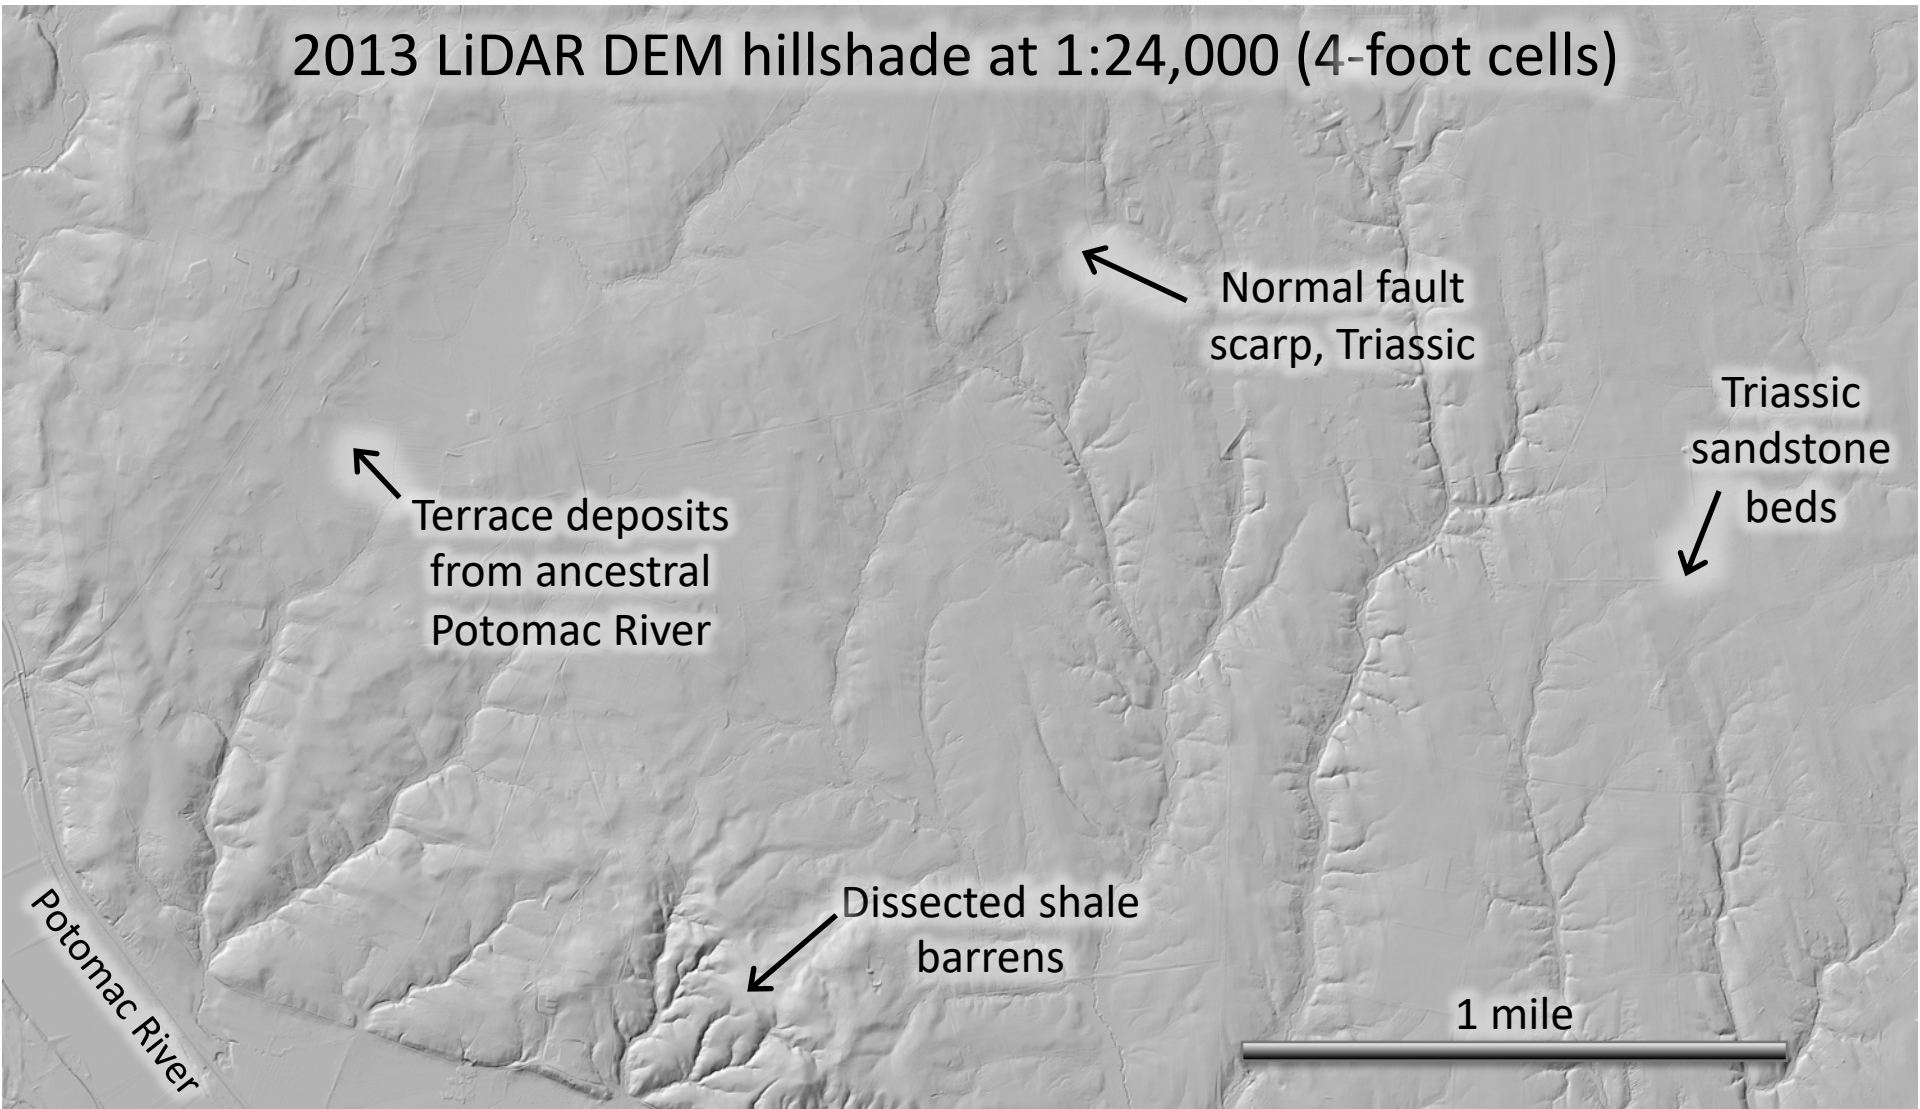 2013 LiDAR DEM hillshade at 1:24,000 (4-foot cells)
Normal fault
scarp, Triassic
Triassic
sandstone
beds
Terrace deposits
from ancestral
Potomac River
Dissected shale
barrens
Potomac River
1 mile